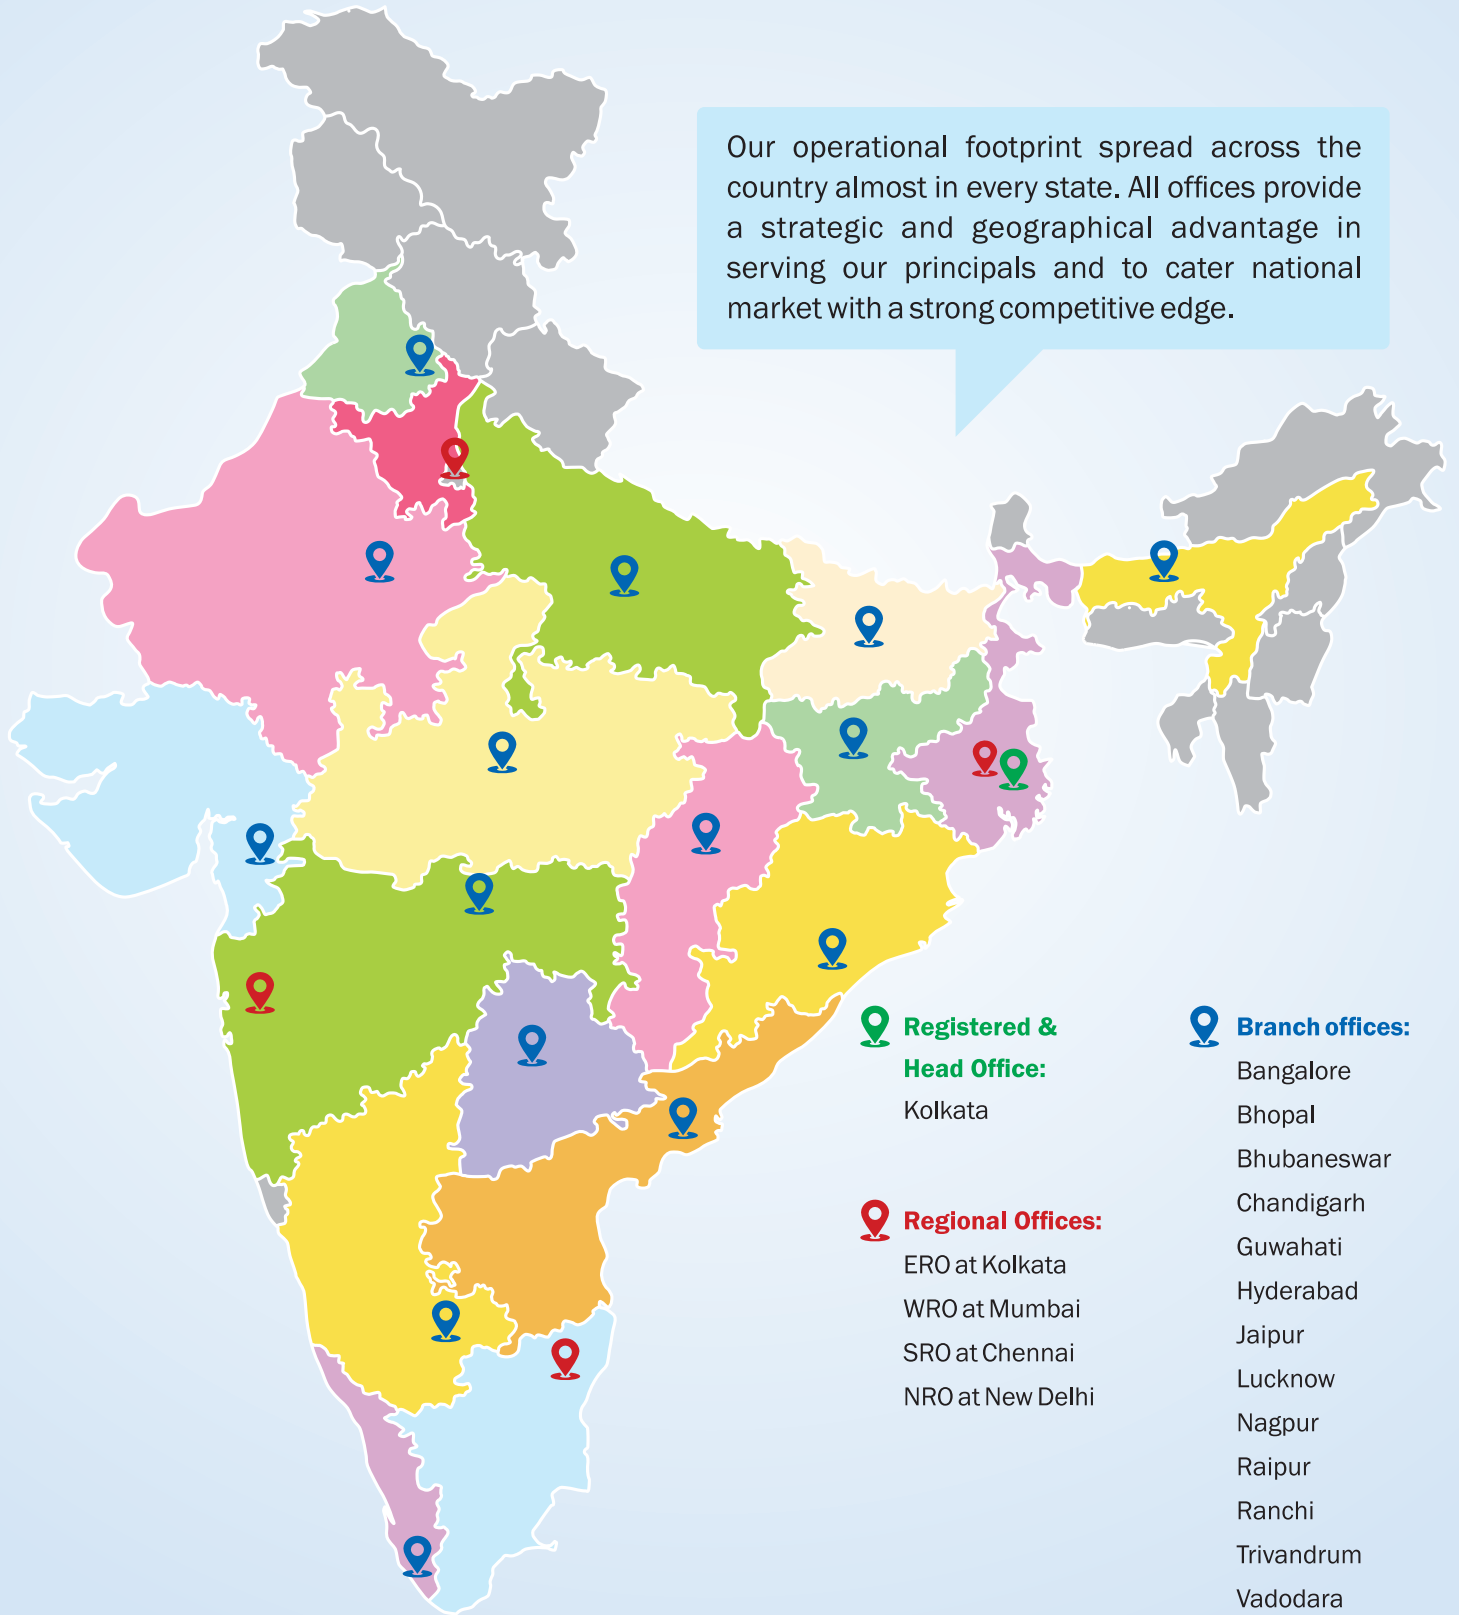 Our operational footprint spread across the
country almost in every state. All offices provide
a strategic and geographical advantage in
serving our principals and to cater national
market with a strong competitive edge.
Registered &
Head Office:
Kolkata
Regional Offices:
ERO at Kolkata
WRO at Mumbai
SRO at Chennai
NRO at New Delhi
Branch offices:
Bangalore
Bhopal
Bhubaneswar
Chandigarh
Guwahati
Hyderabad
Jaipur
Lucknow
Nagpur
Raipur
Ranchi
Trivandrum
Vadodara